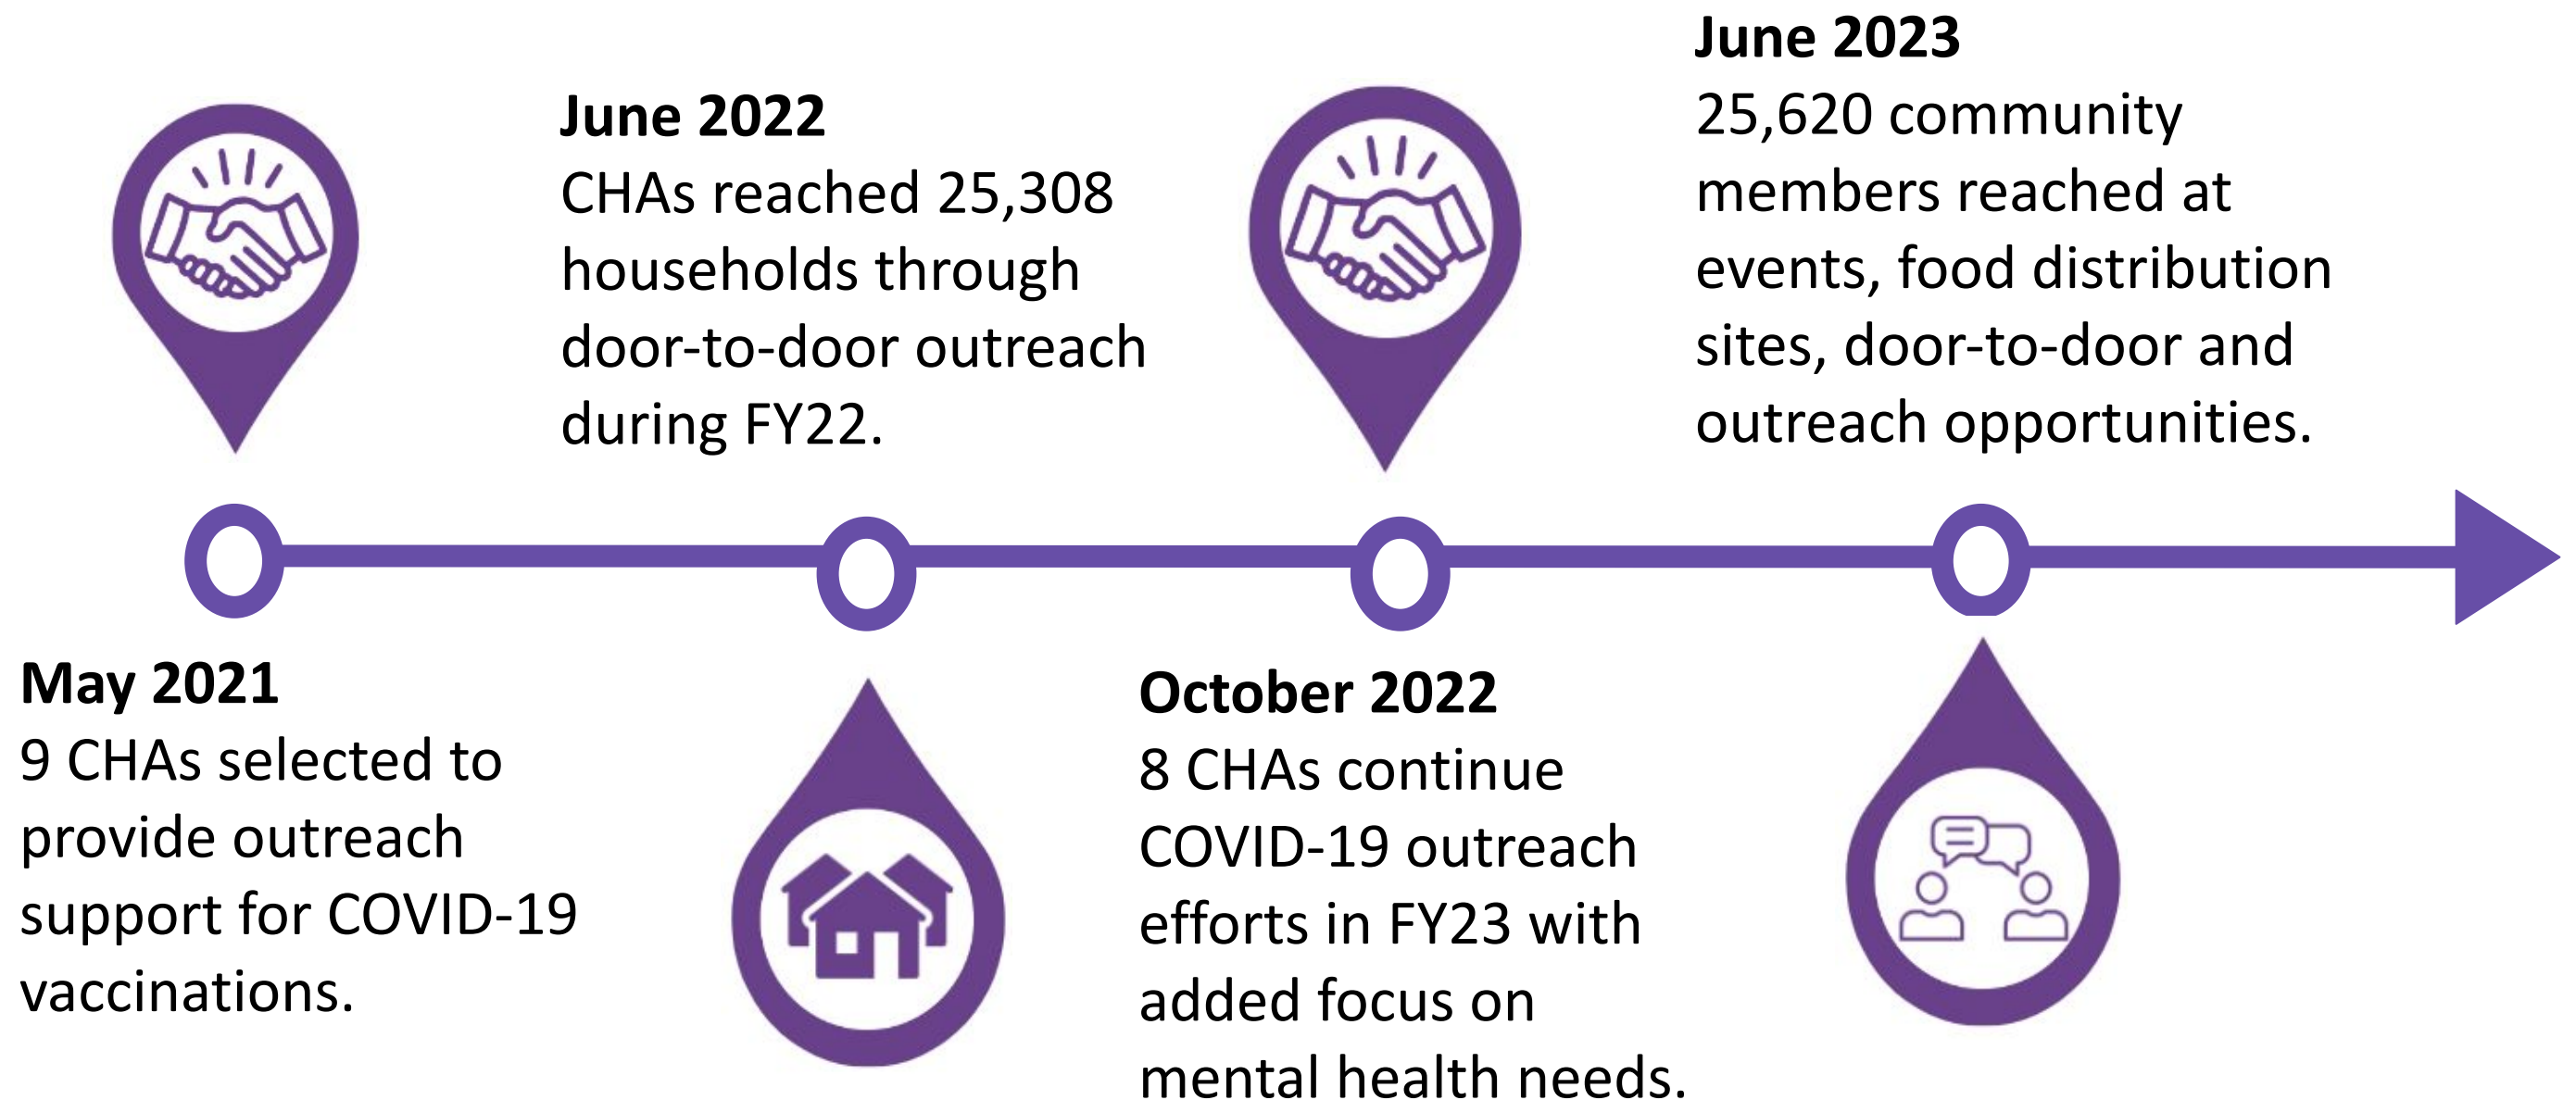 May 2021
9 CHAs selected to
provide outreach
support for COVID-19
vaccinations.
June 2022
CHAs reached 25,308
households through
door-to-door outreach
during FY22.
October 2022
8 CHAs continue
COVID-19 outreach
efforts in FY23 with
added focus on
mental health needs.
June 2023
25,620 community
members reached at
events, food distribution
sites, door-to-door and
outreach opportunities.